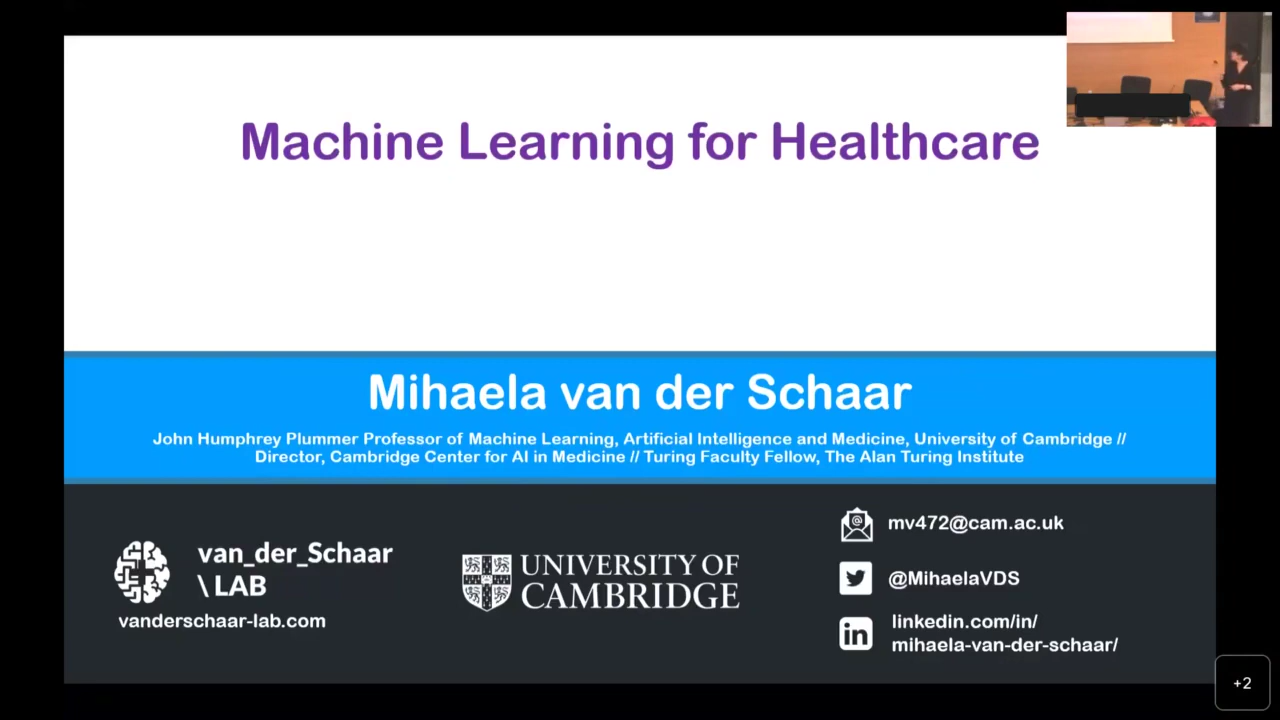 Machine Learning for Healthcare
Mihaela van der Schaar
John Humphrey Plummer Professor of Machine Learning, Artificial Intelligence and Medicine, University of Cambridge //
Director, Cambridge Center for AI in Medicine // Turing Faculty Fellow, The Alan Turing Institute
van_der_Schaar
\ LAB
vanderschaar-lab.com
UNIVERSITY OF
CAMBRIDGE
mv472@cam.ac.uk
@MihaelaVDS
linkedin.com/in/
mihaela-van-der-schaar/
+2